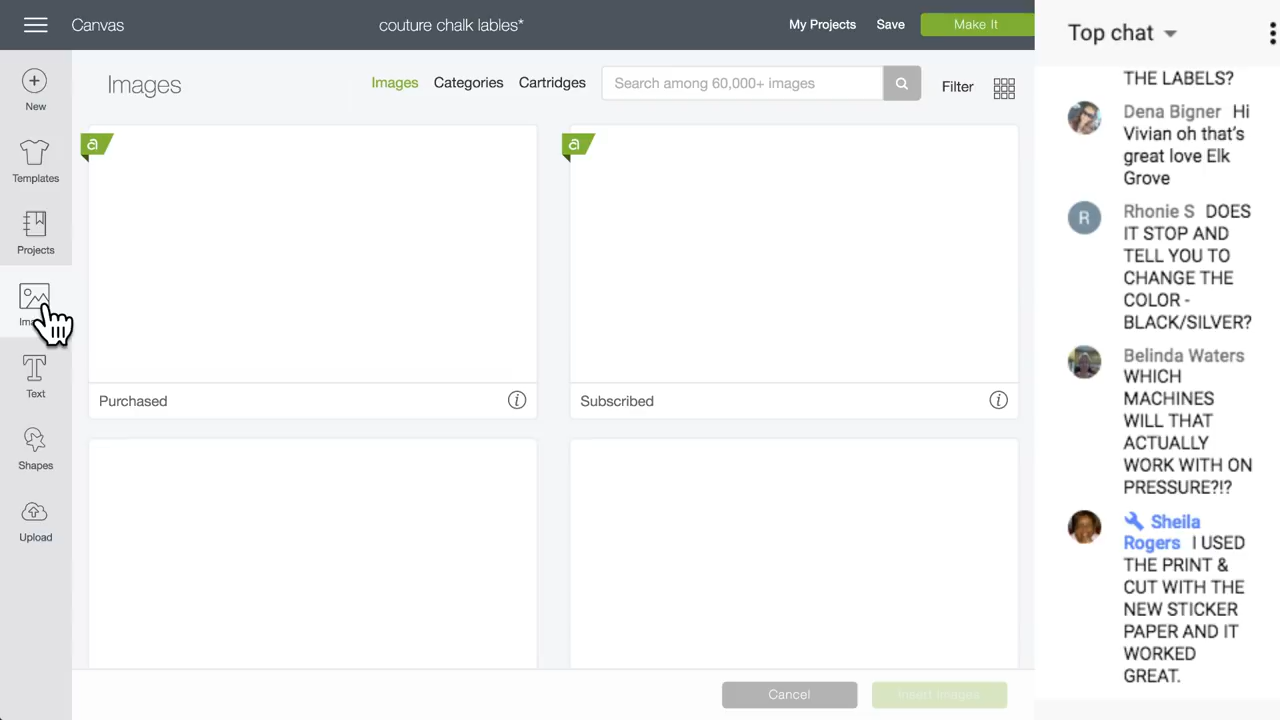 Canvas
couture chalk lables*
My Projects
Save
Make It
New
Templates
Projects
Text
Shapes
Upload
Images
Images
Categories
Cartridges
Search among 60,000+ images
Filter
a
a
Purchased
Subscribed
Cancel
Insert Images
Top chat
THE LABELS?
Dena Bigner Hi
Vivian oh that's
great love Elk
Grove
R
Rhonie S DOES
IT STOP AND
TELL YOU TO
CHANGE THE
COLOR -
BLACK/SILVER?
Belinda Waters
WHICH
MACHINES
WILL THAT
ACTUALLY
WORK WITH ON
PRESSURE?!?
Sheila
Rogers I USED
THE PRINT &
CUT WITH THE
NEW STICKER
PAPER AND IT
WORKED
GREAT.